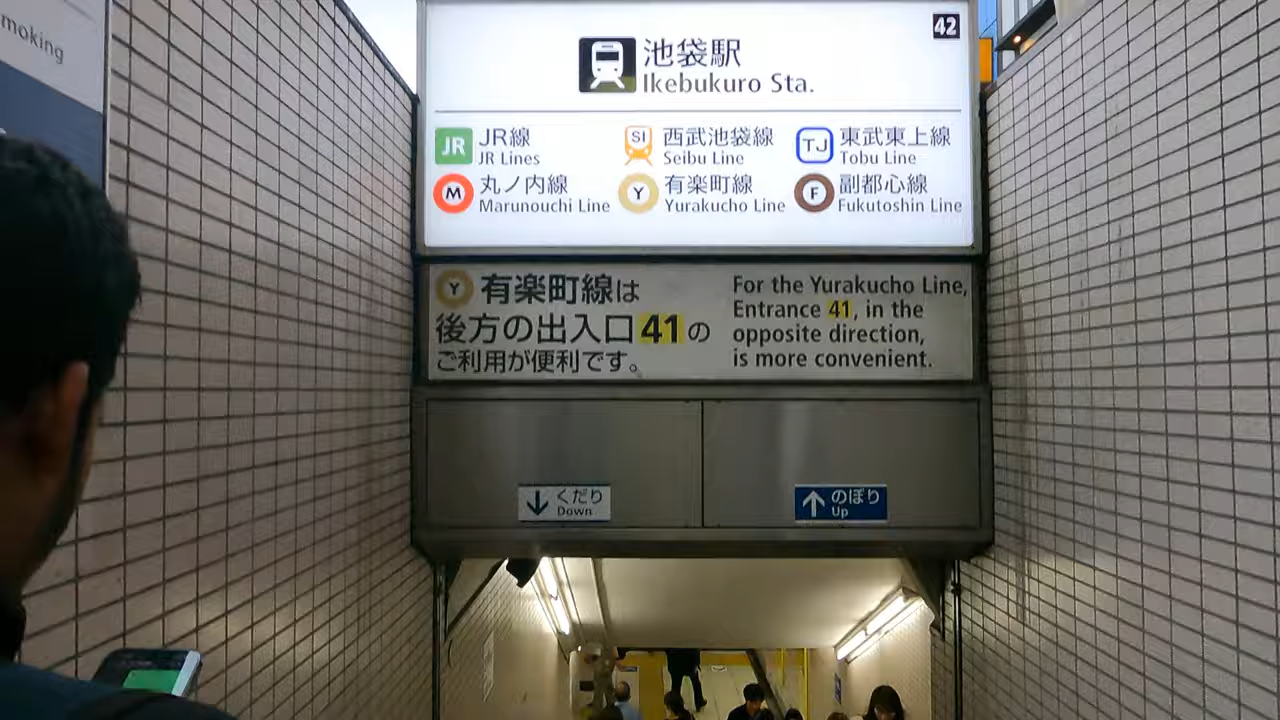 moking
42
池袋駅
Ikebukuro Sta.
JR JR線
JR Lines
SI 西武池袋線
Seibu Line
TJ 東武東上線
Tobu Line
M 丸ノ内線
Marunouchi Line
Y 有楽町線
Yurakucho Line
F 副都心線
Fukutoshin Line
Y 有楽町線は
後方の出入口41の
ご利用が便利です。
For the Yurakucho Line,
Entrance 41, in the
opposite direction,
is more convenient.
↓くだり
Down
↑のぼり
Up